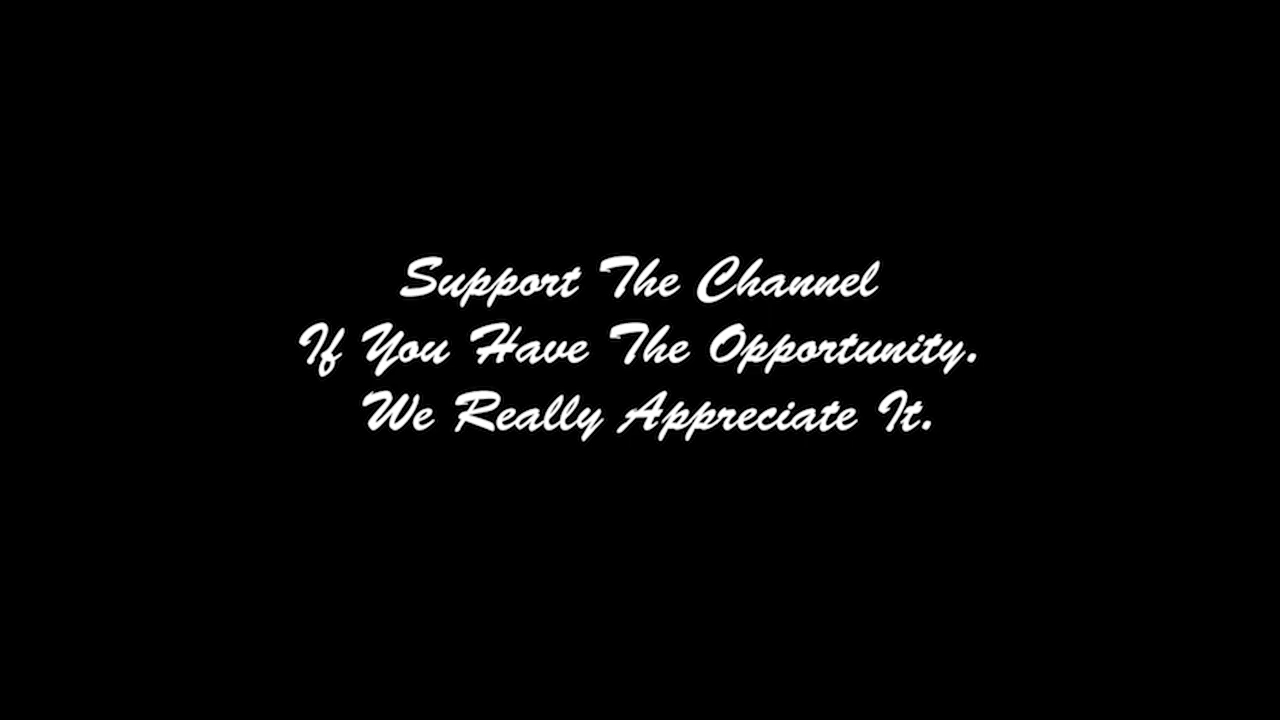 Support The Channel
If You Have The Opportunity.
We Really Appreciate It.